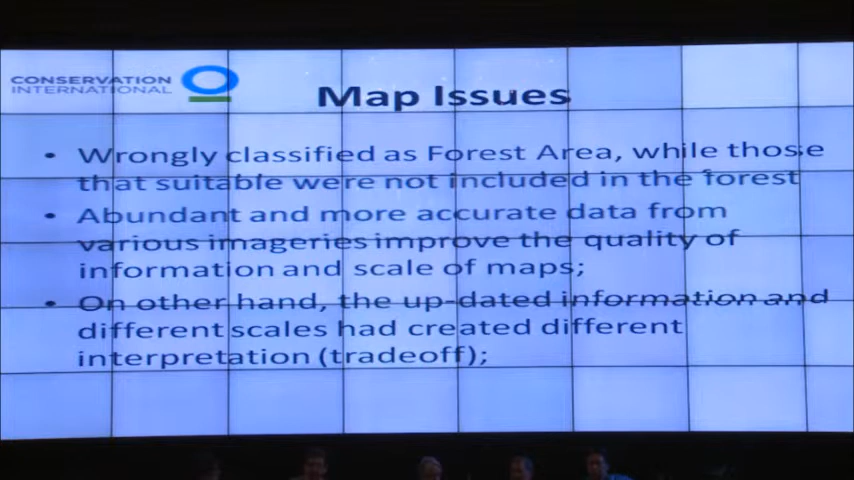 CONSERVATION
INTERNATIONAL
Map Issues
• Wrongly classified as Forest Area, while those
that suitable were not included in the forest
• Abundant and more accurate data from
various imageries improve the quality of
information and scale of maps;
• On other hand, the up-dated information and
different scales had created different
interpretation (tradeoff);